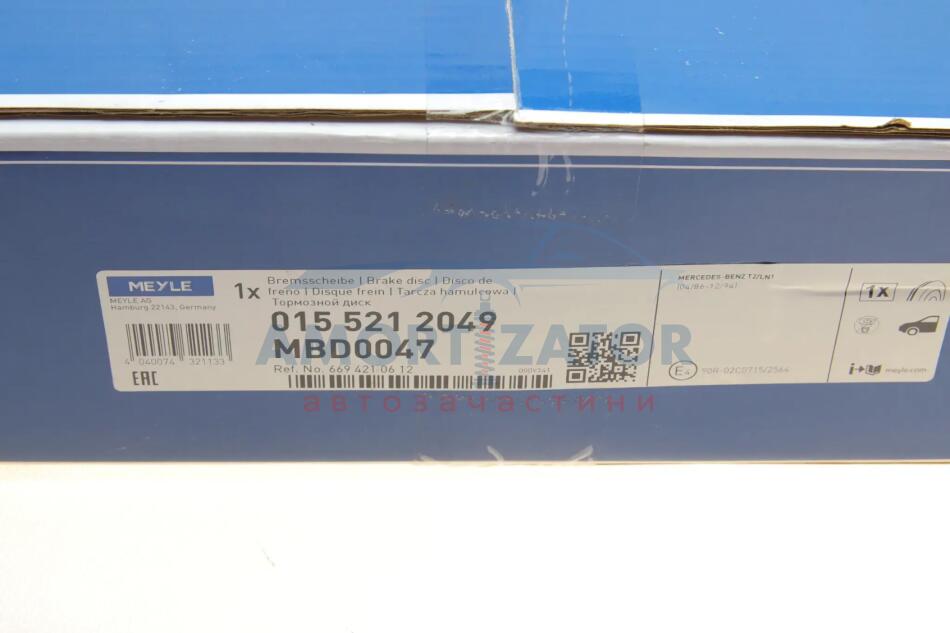 MEYLE
MEYLE AG
Hamburg 22143, Germany
4 040074 321133
EAC
1x
Bremsscheibe | Brake disc | Disco de
freno | Disque frein | Tarcza hamulcowa |
Тормозной диск
015 521 2049
MBD0047
Ref. No. 669 421 06 12
MERCEDES-BENZ T2/LN1
(04/86-12/94)
E4 90R-02C0715/2564
1X
meyle.com
AMORTIZATOR
автозапчастини